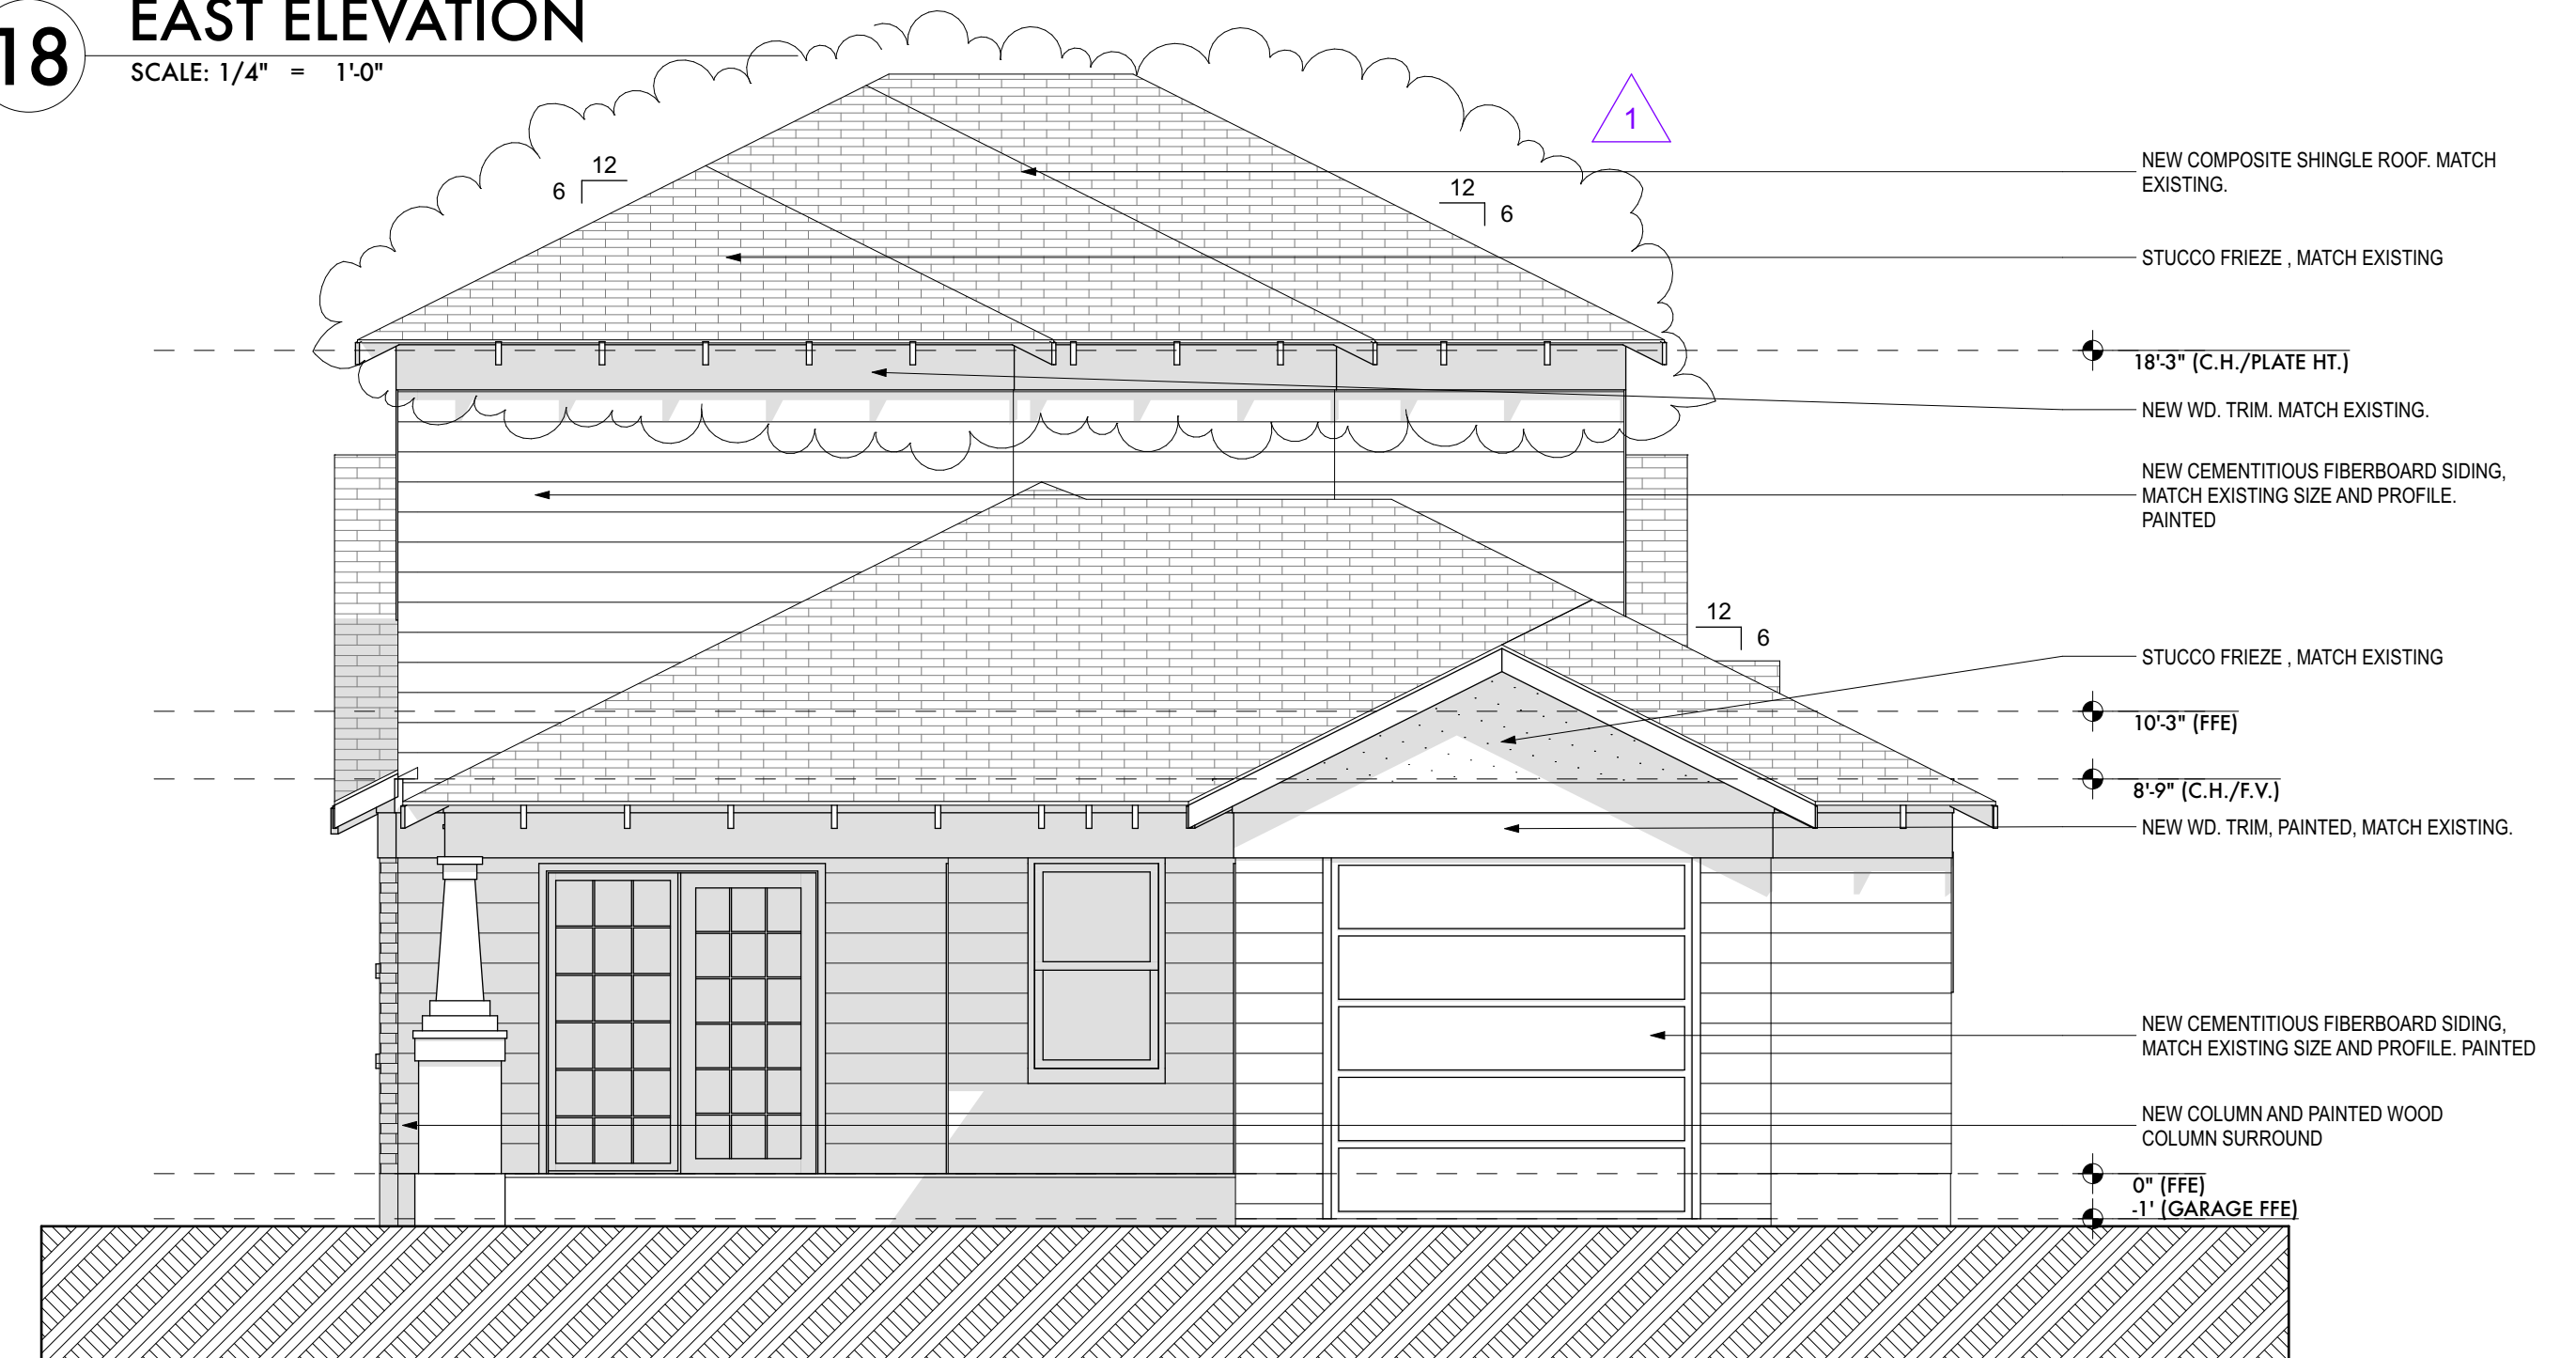 18
EAST ELEVATION
SCALE: 1/4" = 1'-0"
1
12
6
12
6
NEW COMPOSITE SHINGLE ROOF. MATCH
EXISTING.
STUCCO FRIEZE , MATCH EXISTING
18'-3" (C.H./PLATE HT.)
NEW WD. TRIM. MATCH EXISTING.
NEW CEMENTITIOUS FIBERBOARD SIDING,
MATCH EXISTING SIZE AND PROFILE.
PAINTED
12
6
STUCCO FRIEZE , MATCH EXISTING
10'-3" (FFE)
8'-9" (C.H./F.V.)
NEW WD. TRIM, PAINTED, MATCH EXISTING.
NEW CEMENTITIOUS FIBERBOARD SIDING,
MATCH EXISTING SIZE AND PROFILE. PAINTED
NEW COLUMN AND PAINTED WOOD
COLUMN SURROUND
0" (FFE)
-1' (GARAGE FFE)